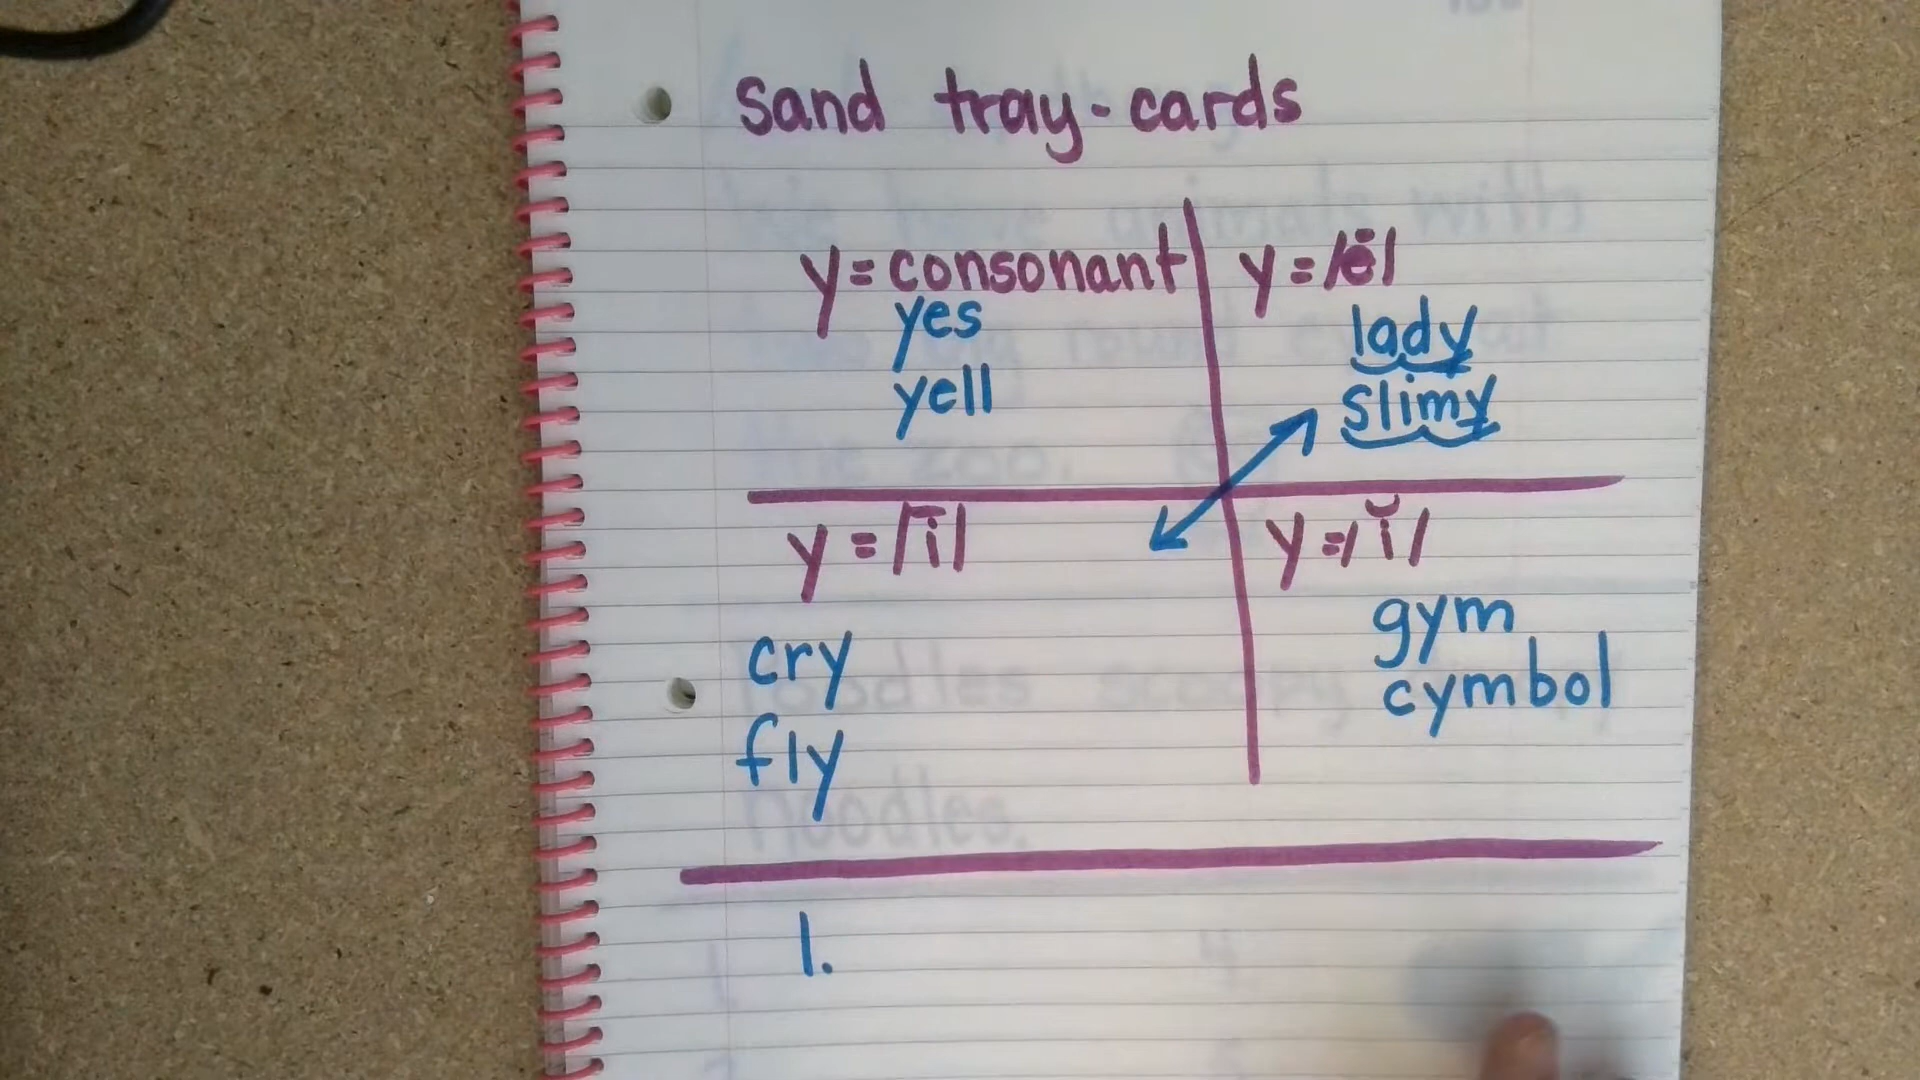 sand tray-cards
y=consonant
yes
yell
y=/ē/
lady
slimy
y=/ī/
cry
fly
y=/ĭ/
gym
cymbol
1.